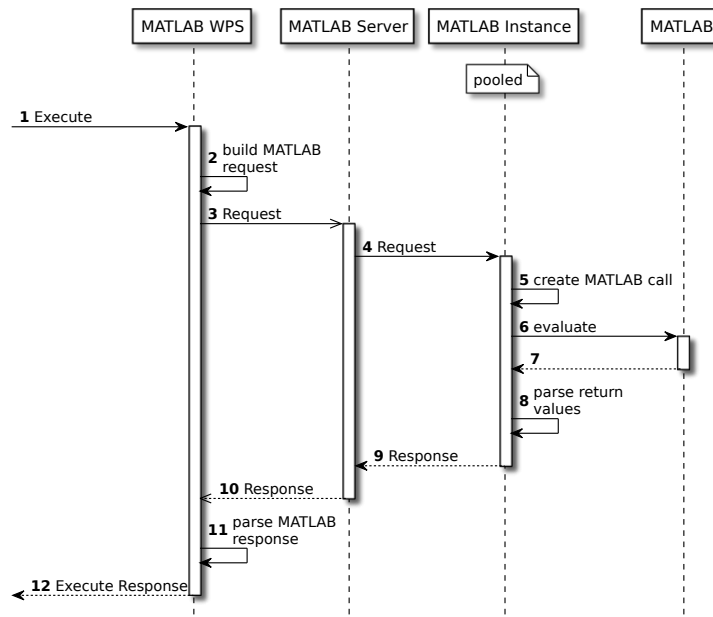 MATLAB WPS
MATLAB Server
MATLAB Instance
MATLAB
pooled
1 Execute
2 build MATLAB
request
3 Request
4 Request
5 create MATLAB call
6 evaluate
7
8 parse return
values
9 Response
10 Response
11 parse MATLAB
response
12 Execute Response